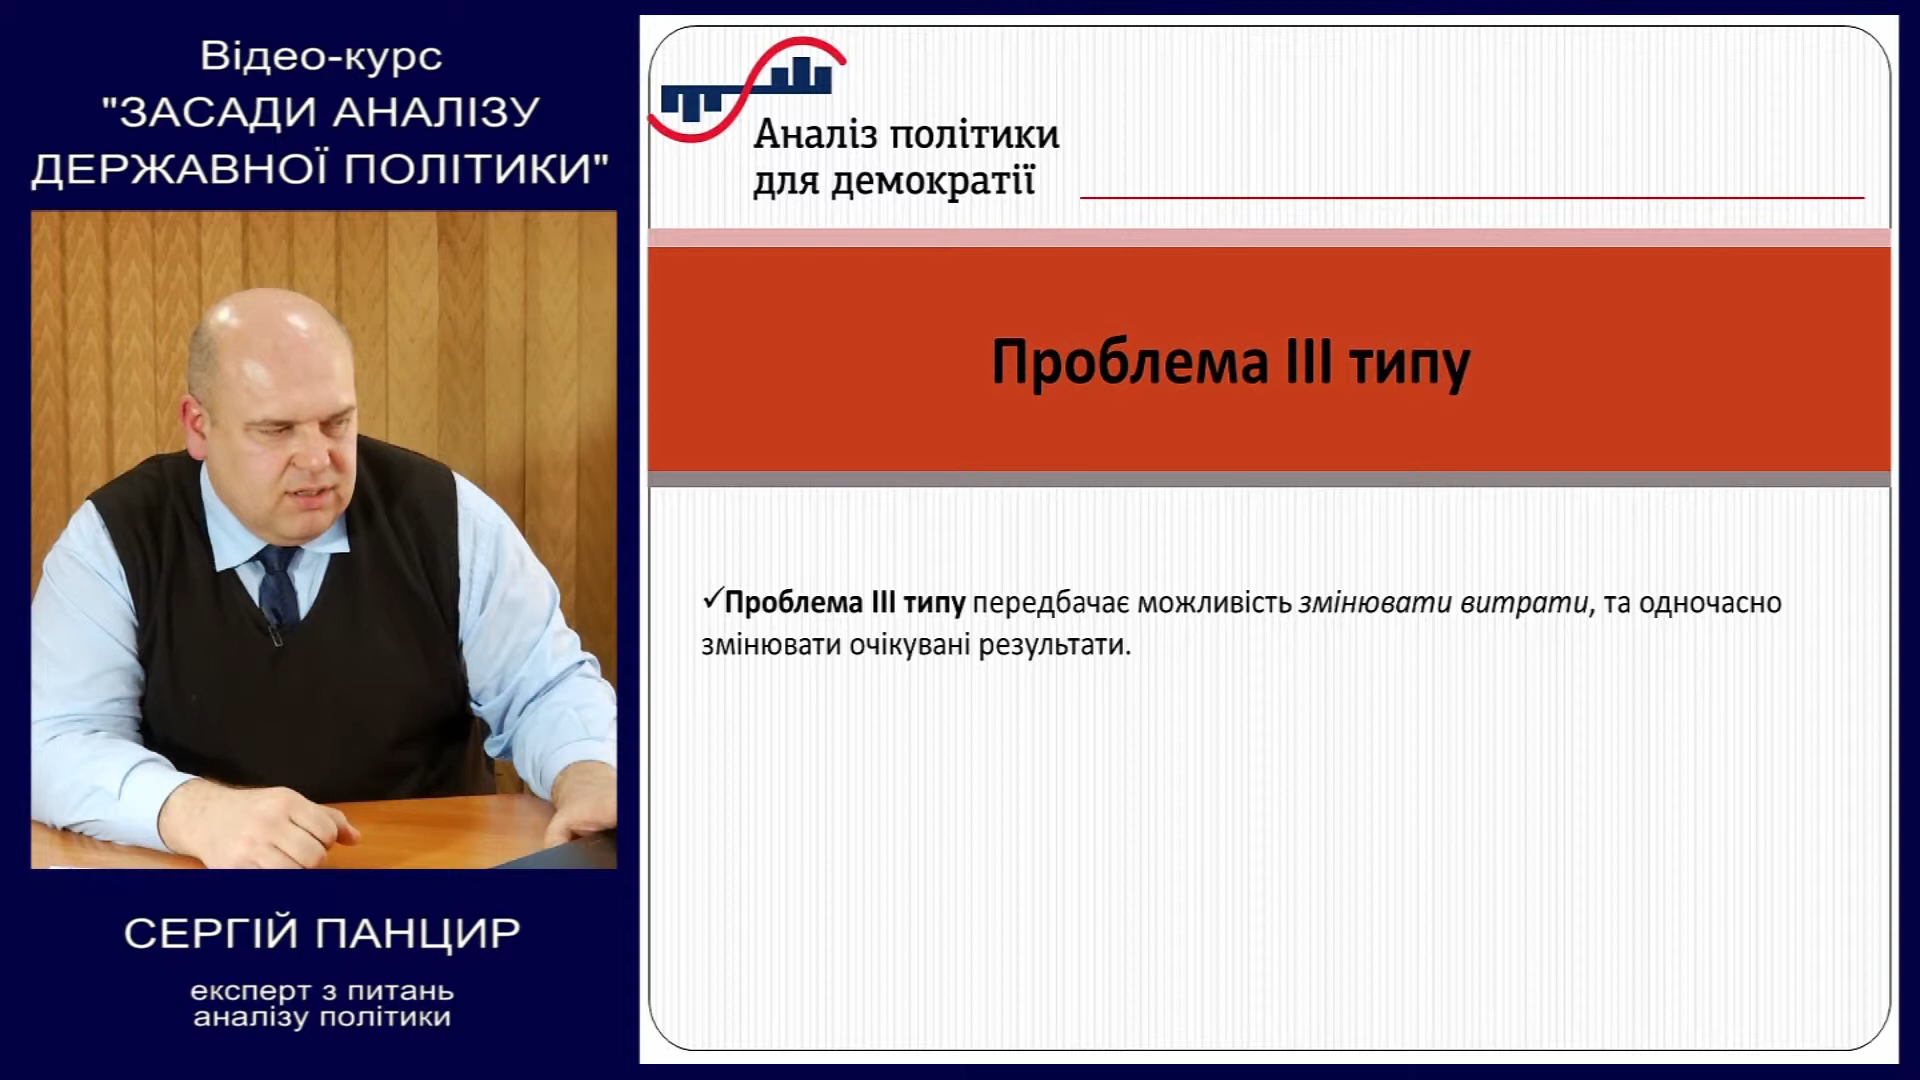 Відео-курс
"ЗАСАДИ АНАЛІЗУ
ДЕРЖАВНОЇ ПОЛІТИКИ"
СЕРГІЙ ПАНЦИР
експерт з питань
аналізу політики
Аналіз політики
для демократії
Проблема III типу
✓Проблема III типу передбачає можливість змінювати витрати, та одночасно
змінювати очікувані результати.